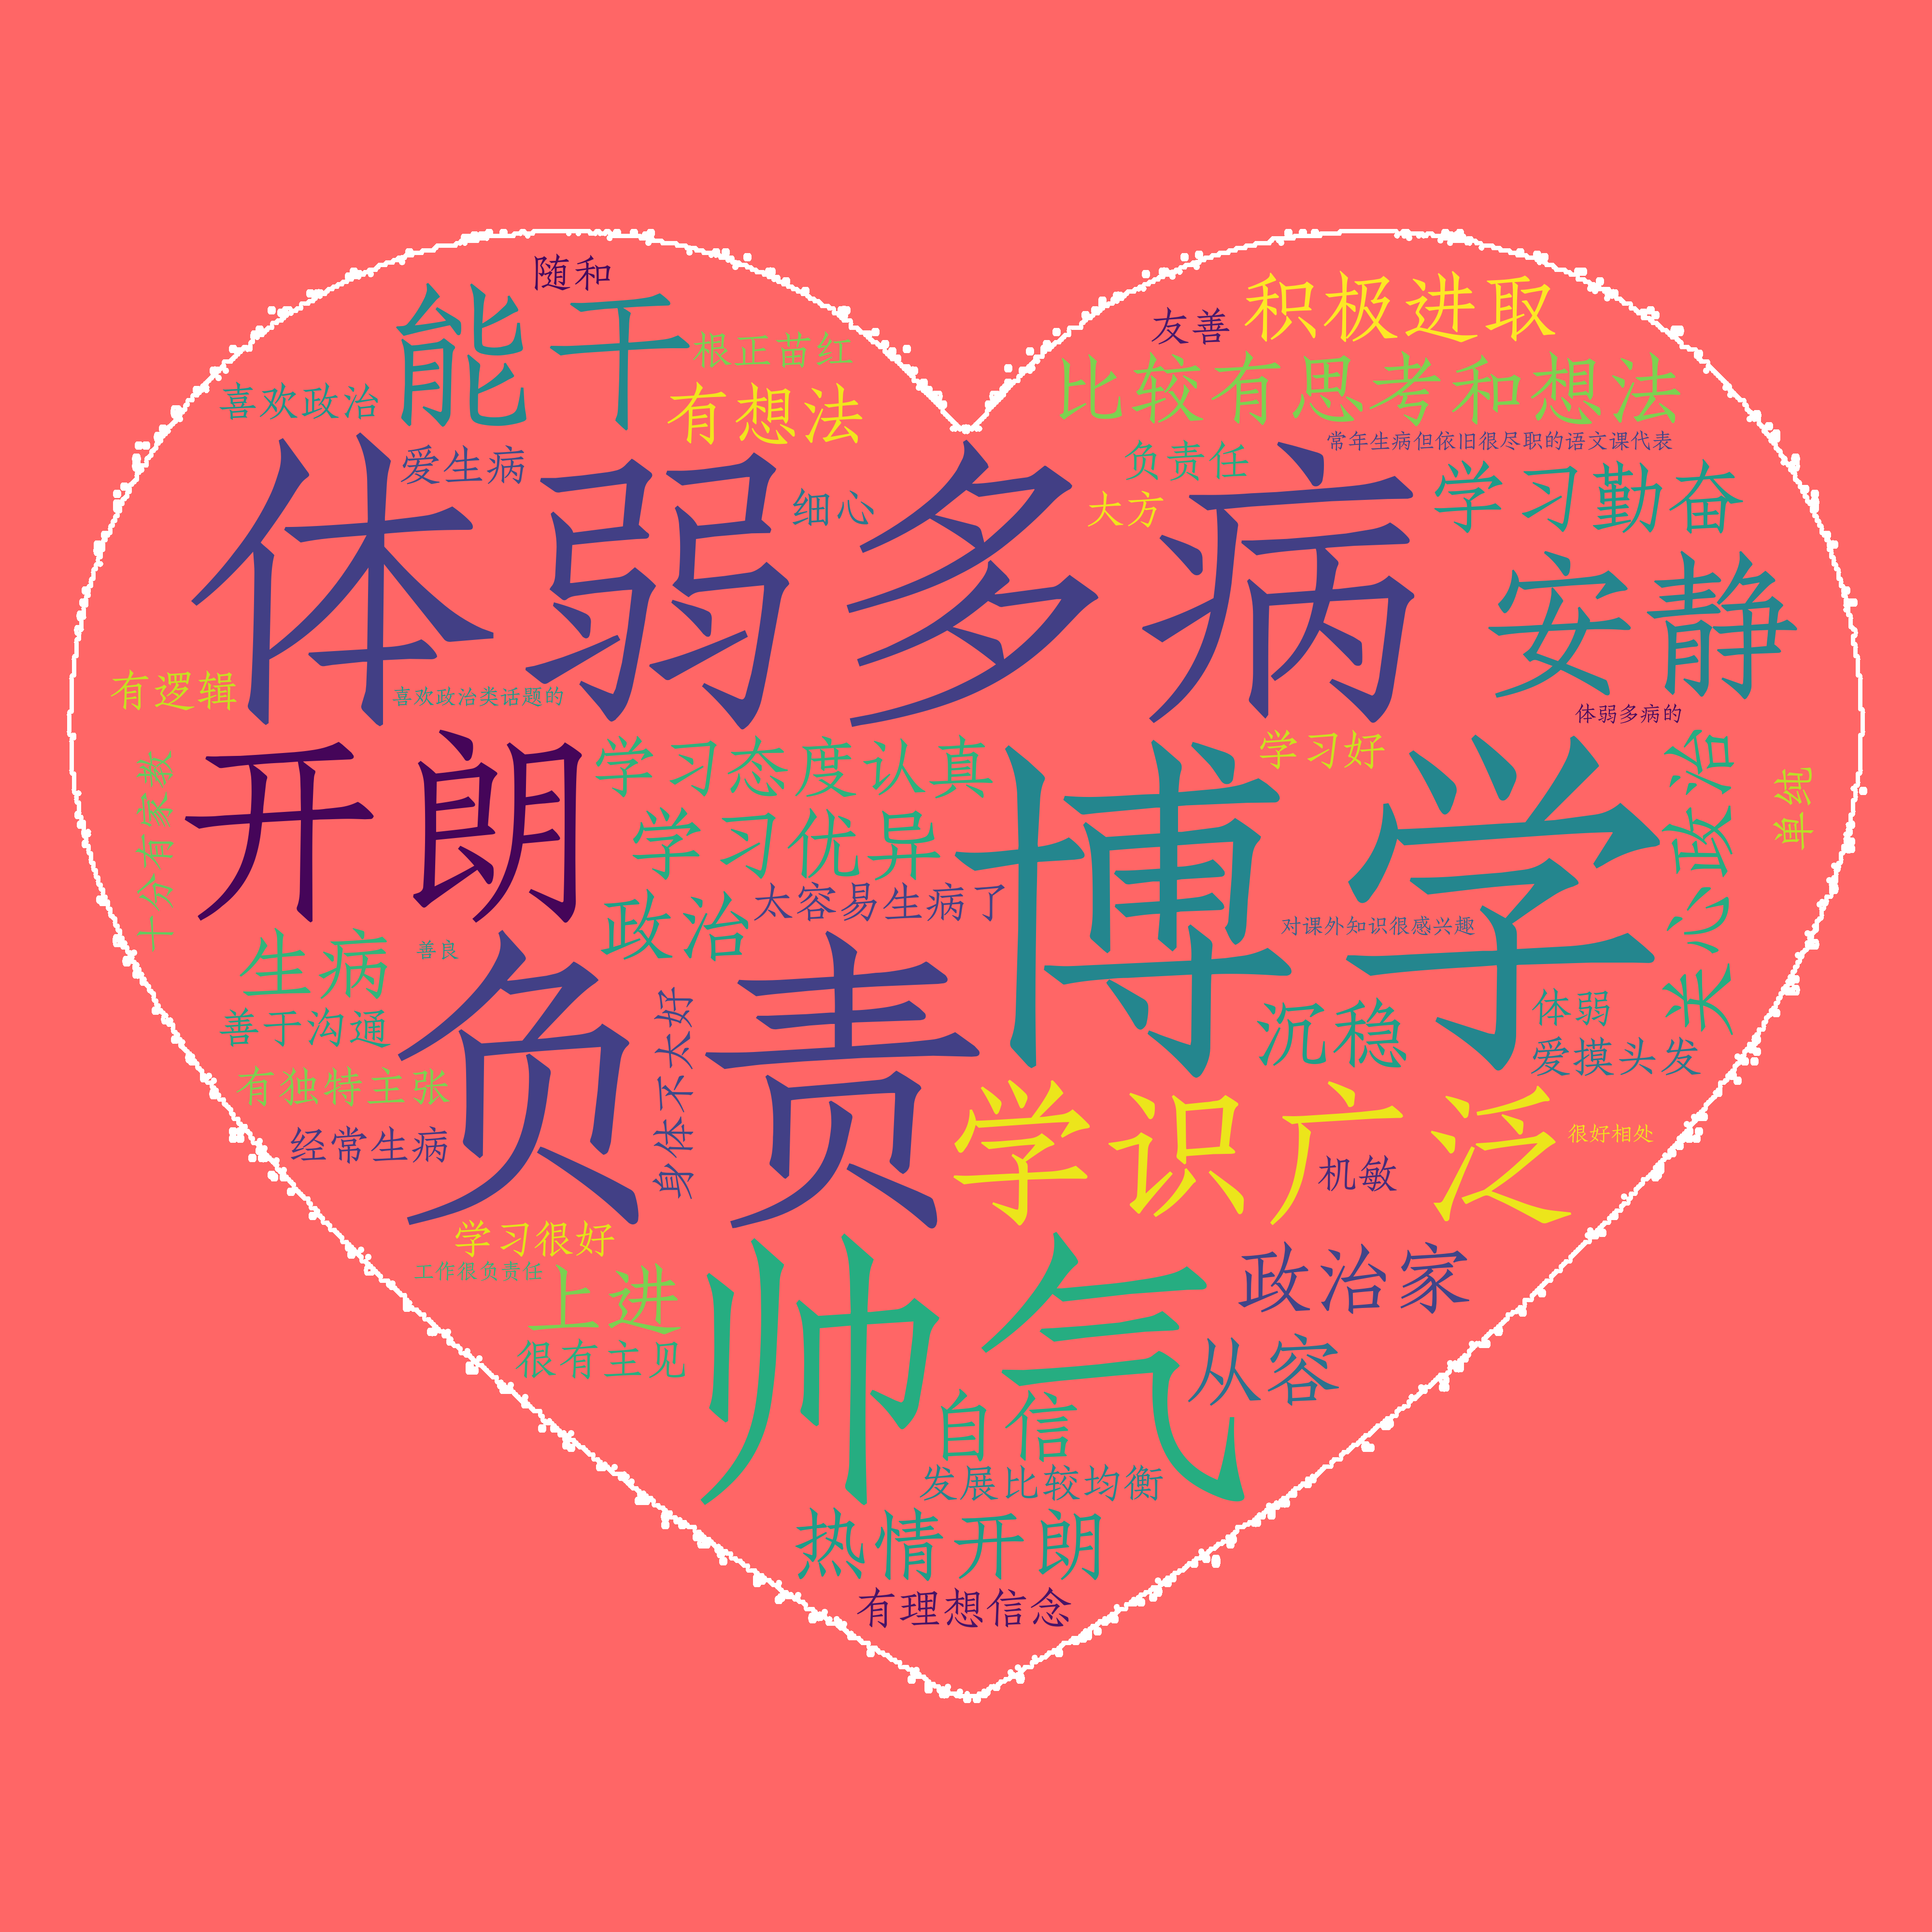 随和
能干
积极进取
友善
根正苗红
比较有思考和想法
喜欢政治
有想法
常年生病但依旧很尽职的语文课代表
爱生病
负责任
体弱多病
学习勤奋
细心
大方
安静
有逻辑
喜欢政治类话题的
体弱多病的
开朗
学习态度认真
博学
学习好
关心政治
单纯
十分有家教
学习优异
政治
太容易生病了
对课外知识很感兴趣
生病
善良
负责
身体不太好
沉稳
体弱
善于沟通
爱摸头发
有独特主张
学识广泛
经常生病
机敏
很好相处
学习很好
工作很负责任
上进
帅气
政治家
很有主见
从容
自信
发展比较均衡
热情开朗
有理想信念